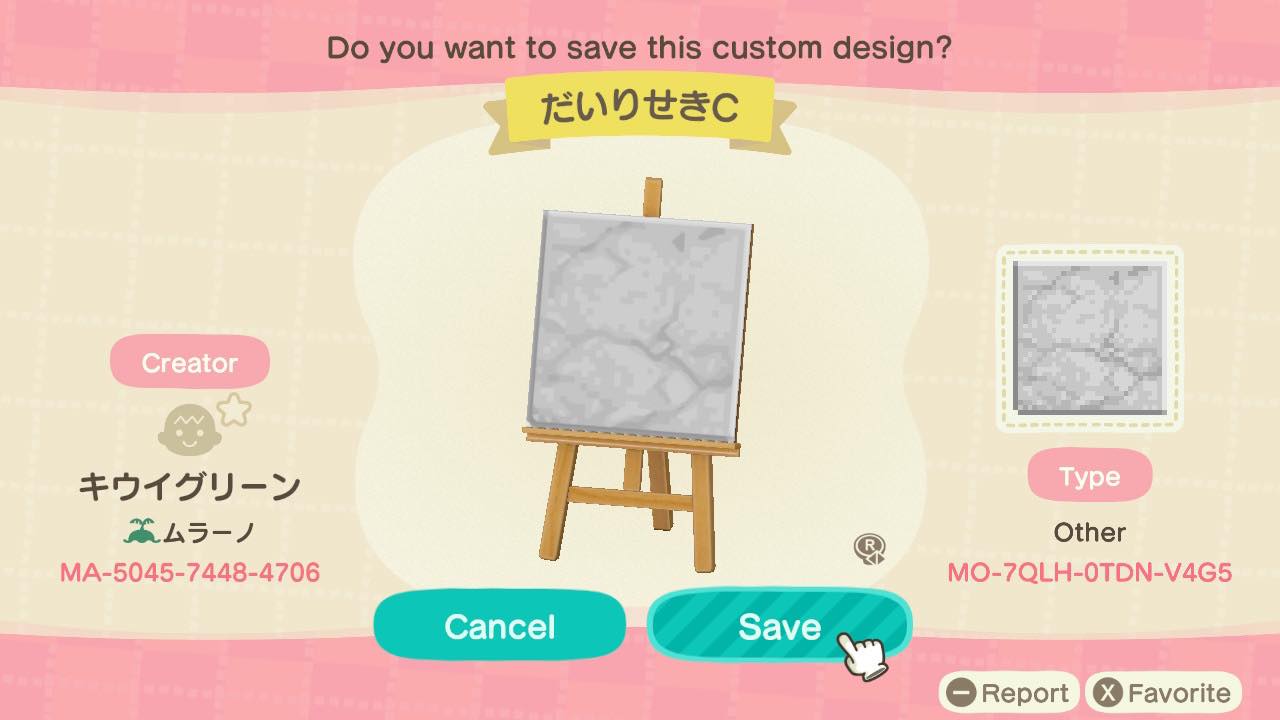 Do you want to save this custom design?
だいりせきC
Creator
キウイグリーン
ムラーノ
MA-5045-7448-4706
Type
Other
MO-7QLH-0TDN-V4G5
R
Cancel
Save
Report
X Favorite